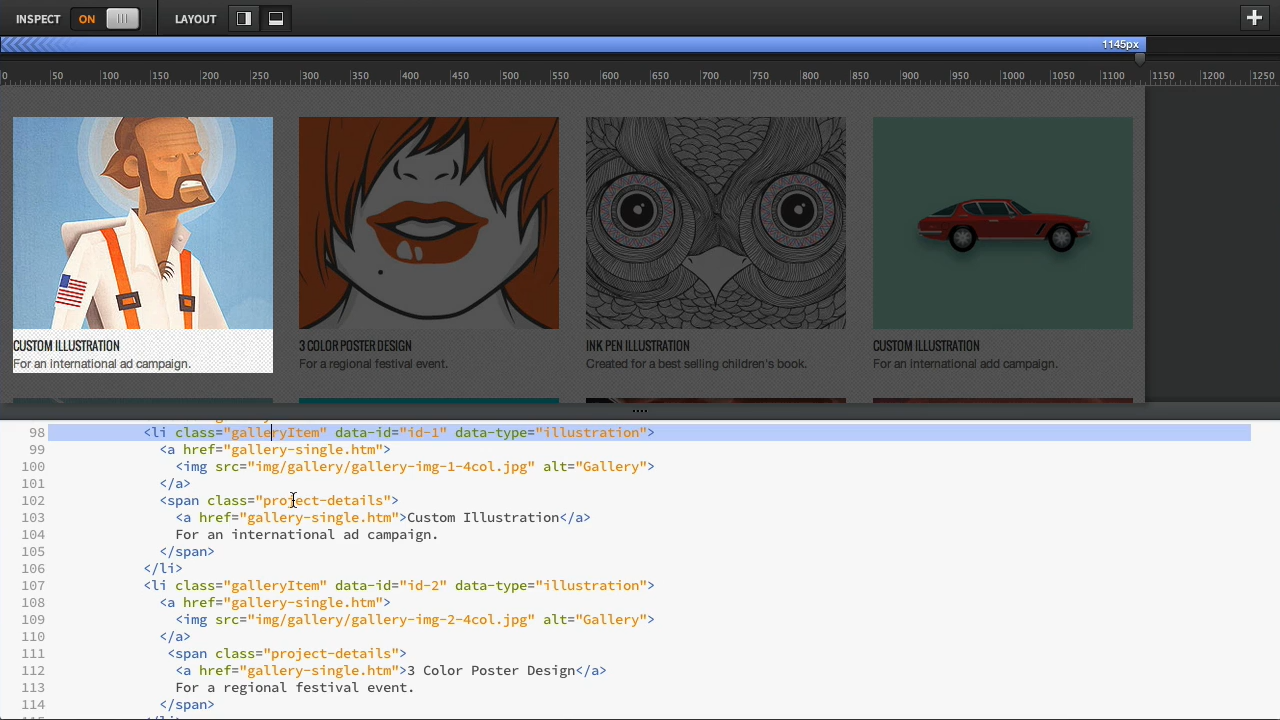 INSPECT ON LAYOUT
1145px
0 50 100 150 200 250 300 350 400 450 500 550 600 650 700 750 800 850 900 950 1000 1050 1100 1150 1200 1250
CUSTOM ILLUSTRATION
For an international ad campaign.
3 COLOR POSTER DESIGN
For a regional festival event.
INK PEN ILLUSTRATION
Created for a best selling children's book.
CUSTOM ILLUSTRATION
For an international add campaign.
98 <li class="galleryItem" data-id="id-1" data-type="illustration">
99 <a href="gallery-single.htm">
100 <img src="img/gallery/gallery-img-1-4col.jpg" alt="Gallery">
101 </a>
102 <span class="project-details">
103 <a href="gallery-single.htm">Custom Illustration</a>
104 For an international ad campaign.
105 </span>
106 </li>
107 <li class="galleryItem" data-id="id-2" data-type="illustration">
108 <a href="gallery-single.htm">
109 <img src="img/gallery/gallery-img-2-4col.jpg" alt="Gallery">
110 </a>
111 <span class="project-details">
112 <a href="gallery-single.htm">3 Color Poster Design</a>
113 For a regional festival event.
114 </span>